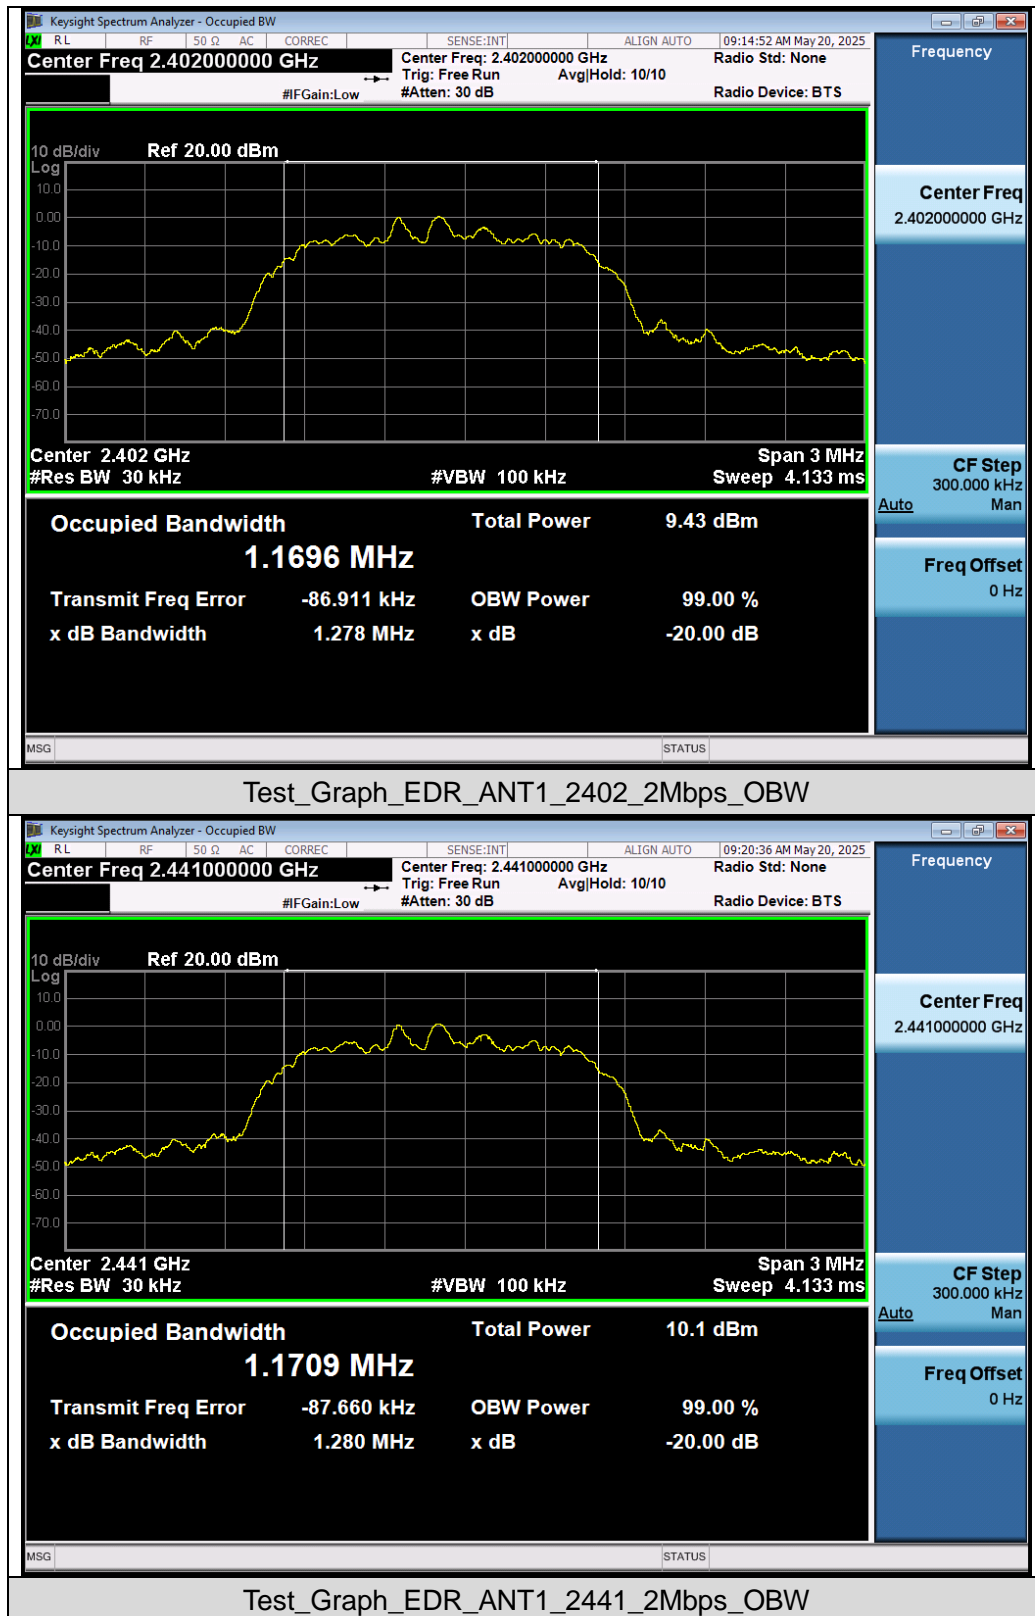 Keysight Spectrum Analyzer - Occupied BW
LXI RL RF 50 Ω AC CORREC SENSE:INT ALIGN AUTO 09:14:52 AM May 20, 2025
Center Freq 2.402000000 GHz
Center Freq: 2.402000000 GHz Radio Std: None
Trig: Free Run Avg|Hold: 10/10
#IFGain:Low #Atten: 30 dB Radio Device: BTS
Frequency
10 dB/div Ref 20.00 dBm
Log
10.0
0.00
-10.0
-20.0
-30.0
-40.0
-50.0
-60.0
-70.0
Center Freq
2.402000000 GHz
Center 2.402 GHz Span 3 MHz
#Res BW 30 kHz #VBW 100 kHz Sweep 4.133 ms
CF Step
300.000 kHz
Auto Man
Occupied Bandwidth Total Power 9.43 dBm
1.1696 MHz
Freq Offset
0 Hz
Transmit Freq Error -86.911 kHz OBW Power 99.00 %
x dB Bandwidth 1.278 MHz x dB -20.00 dB
MSG STATUS
Test_Graph_EDR_ANT1_2402_2Mbps_OBW
Keysight Spectrum Analyzer - Occupied BW
LXI RL RF 50 Ω AC CORREC SENSE:INT ALIGN AUTO 09:20:36 AM May 20, 2025
Center Freq 2.441000000 GHz
Center Freq: 2.441000000 GHz Radio Std: None
Trig: Free Run Avg|Hold: 10/10
#IFGain:Low #Atten: 30 dB Radio Device: BTS
Frequency
10 dB/div Ref 20.00 dBm
Log
10.0
0.00
-10.0
-20.0
-30.0
-40.0
-50.0
-60.0
-70.0
Center Freq
2.441000000 GHz
Center 2.441 GHz Span 3 MHz
#Res BW 30 kHz #VBW 100 kHz Sweep 4.133 ms
CF Step
300.000 kHz
Auto Man
Occupied Bandwidth Total Power 10.1 dBm
1.1709 MHz
Freq Offset
0 Hz
Transmit Freq Error -87.660 kHz OBW Power 99.00 %
x dB Bandwidth 1.280 MHz x dB -20.00 dB
MSG STATUS
Test_Graph_EDR_ANT1_2441_2Mbps_OBW